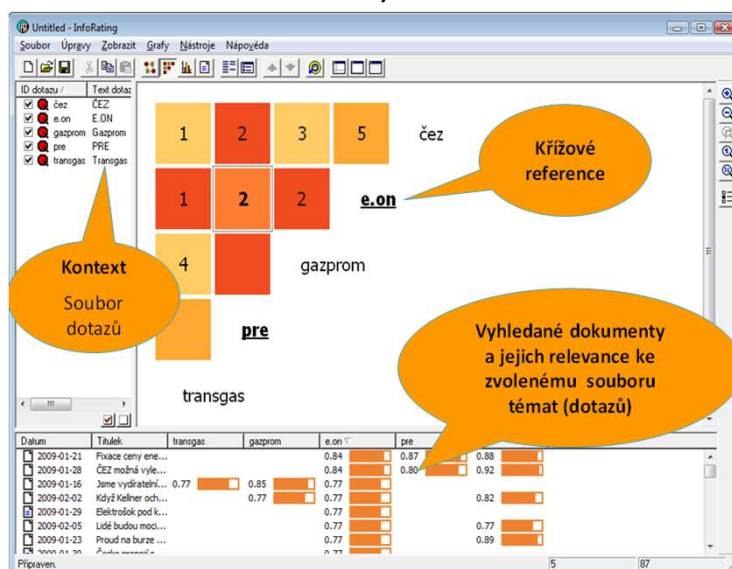 Untitled - InfoRating
Soubor Úpravy Zobrazit Grafy Nástroje Nápověda
ID dotazu / Text dotaz
čez ČEZ
e.on E.ON
gazprom Gazprom
pre PRE
transgas Transgas
1 2 3 5 čez
1 2 2 e.on
4 gazprom
pre
transgas
Křížové
reference
Kontext
Soubor
dotazů
Vyhledané dokumenty
a jejich relevance ke
zvolenému souboru
témat (dotazů)
Datum Titulek transgas gazprom e.on pre
2009-01-21 Fixace ceny ene... 0.84 0.87 0.88
2009-01-28 ČEZ možná vyle... 0.84 0.80 0.92
2009-01-16 Jsme vydíratelní... 0.77 0.85 0.77
2009-02-02 Když Kellner och... 0.77 0.77 0.82
2009-01-29 Elektrošok pod k... 0.77
2009-02-05 Lidé budou moci... 0.77 0.77
2009-01-23 Proud na burze ... 0.77 0.89
0.77
Připraven. 5 87